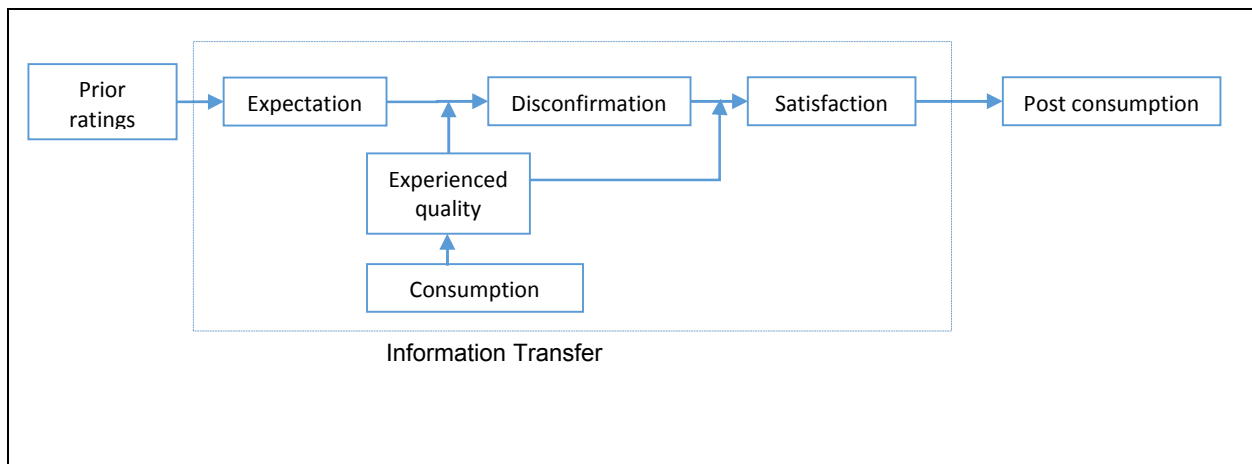 Prior
ratings
Expectation
Disconfirmation
Satisfaction
Post consumption
Experienced
quality
Consumption
Information Transfer